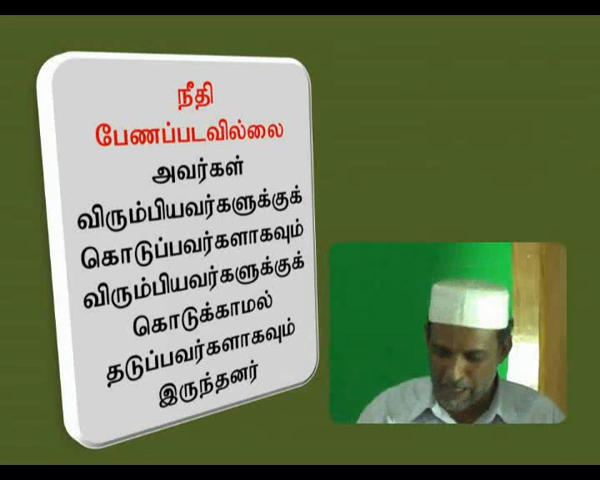 நீதி
பேணப்படவில்லை
அவர்கள்
விரும்பியவர்களுக்குக்
கொடுப்பவர்களாகவும்
விரும்பியவர்களுக்குக்
கொடுக்காமல்
தடுப்பவர்களாகவும்
இருந்தனர்